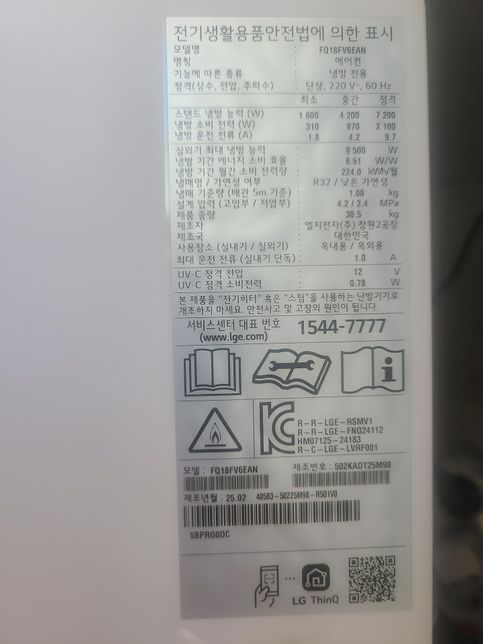 전기생활용품안전법에 의한 표시
모델명 : FQ18FV6EAN
명칭 : 에어컨
기능에 따른 종류 : 냉방 전용
정격(상수, 전압, 주파수) : 단상, 220 V~, 60 Hz
최소 중간 정격
스탠드 냉방 능력 (W) 1 600 4 200 7 200
냉방 소비 전력 (W) 310 870 2 100
냉방 운전 전류 (A) 1.8 4.2 9.7
실외기 최대 냉방 능력 : 9 500 W
냉방 기간 에너지 소비 효율 : 6.51 W/W
냉방 기간 월간 소비 전력량 : 224.0 kWh/월
냉매명 / 가연성 여부 : R32 / 낮은 가연성
냉매 기준량 (배관 5m 기준) : 1.00 kg
설계 압력 (고압부 / 저압부) : 4.2 / 2.4 MPa
제품 중량 : 30.5 kg
제조자 : 엘지전자(주) 창원2공장
제조국 : 대한민국
사용장소 (실내기 / 실외기) : 옥내용 / 옥외용
최대 운전 전류 (실내기 단독) : 1.0 A
UV-C 정격 전압 : 12 V
UV-C 정격 소비전력 : 0.78 W
본 제품을 "전기히터" 혹은 "스팀"을 사용하는 난방기기로
개조하지 마세요. 안전사고 및 고장의 원인이 됩니다.
서비스센터 대표 번호 1544-7777
(www.lge.com)
R-R-LGE-RSMV1
R-R-LGE-FNQ24112
HM07125-24183
R-C-LGE-LVRF001
모델 : FQ18FV6EAN 제조번호 : 502KADT25M98
제조년월 : 25.02 40583-50225M98-R501V0
5BPRG0DC
LG ThinQ